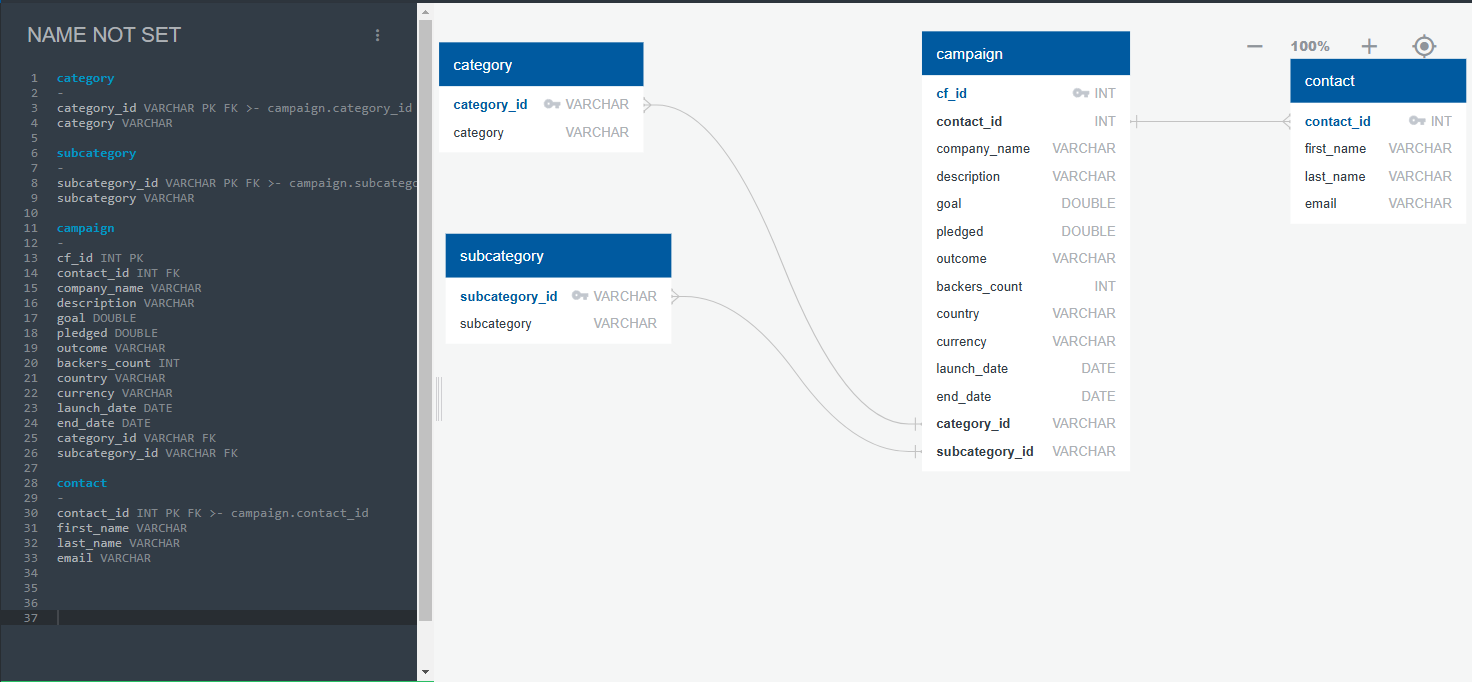 NAME NOT SET
1 category
2 -
3 category_id VARCHAR PK FK >- campaign.category_id
4 category VARCHAR
5
6 subcategory
7 -
8 subcategory_id VARCHAR PK FK >- campaign.subcatego
9 subcategory VARCHAR
10
11 campaign
12 -
13 cf_id INT PK
14 contact_id INT FK
15 company_name VARCHAR
16 description VARCHAR
17 goal DOUBLE
18 pledged DOUBLE
19 outcome VARCHAR
20 backers_count INT
21 country VARCHAR
22 currency VARCHAR
23 launch_date DATE
24 end_date DATE
25 category_id VARCHAR FK
26 subcategory_id VARCHAR FK
27
28 contact
29 -
30 contact_id INT PK FK >- campaign.contact_id
31 first_name VARCHAR
32 last_name VARCHAR
33 email VARCHAR
34
35
36
37
category
category_id VARCHAR
category VARCHAR
subcategory
subcategory_id VARCHAR
subcategory VARCHAR
campaign
cf_id INT
contact_id INT
company_name VARCHAR
description VARCHAR
goal DOUBLE
pledged DOUBLE
outcome VARCHAR
backers_count INT
country VARCHAR
currency VARCHAR
launch_date DATE
end_date DATE
category_id VARCHAR
subcategory_id VARCHAR
100%
contact
contact_id INT
first_name VARCHAR
last_name VARCHAR
email VARCHAR